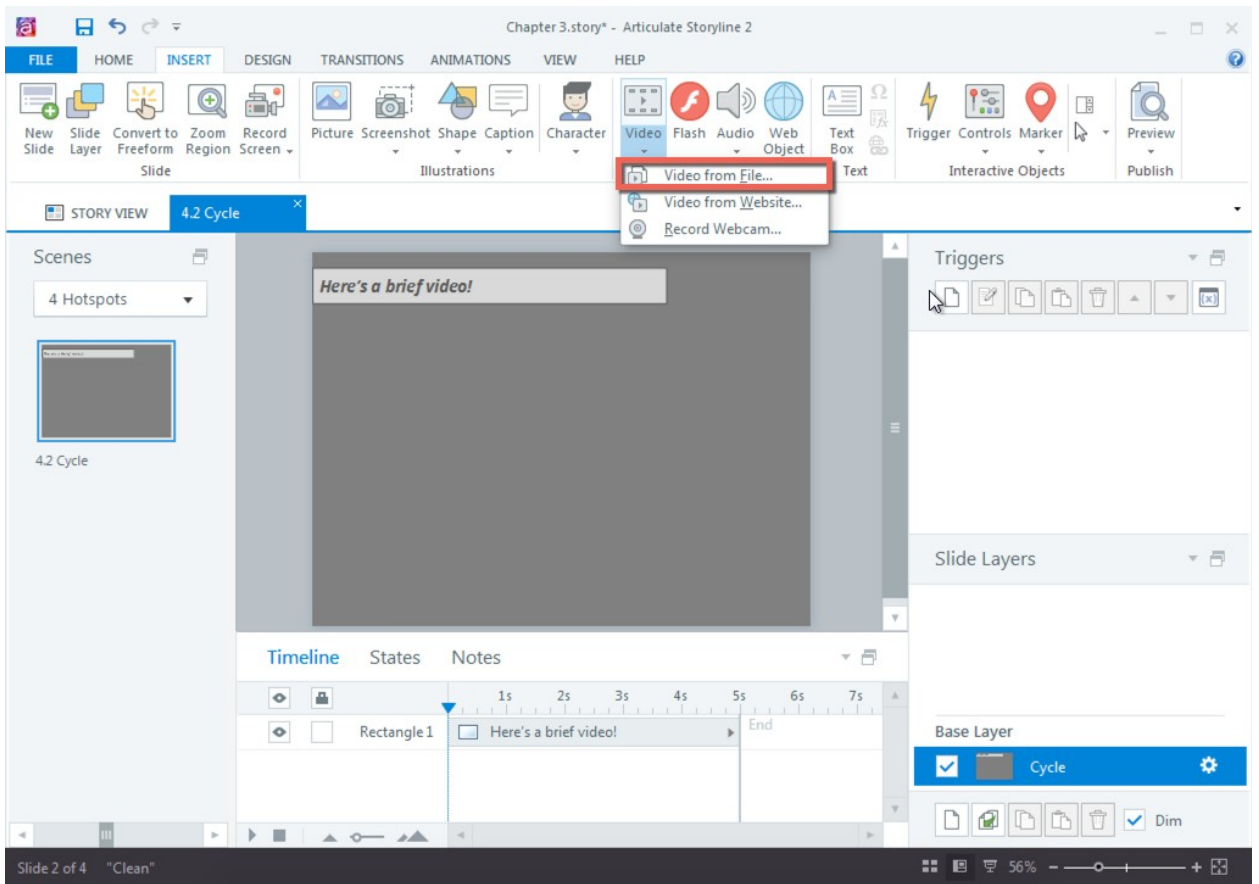 Chapter 3.story* - Articulate Storyline 2
FILE HOME INSERT DESIGN TRANSITIONS ANIMATIONS VIEW HELP
New Slide
Slide Layer
Convert to Freeform
Zoom Region
Record Screen
Picture
Screenshot
Shape
Caption
Character
Video
Flash
Audio
Web Object
Text Box
Trigger
Controls
Marker
Preview
Slide
Illustrations
Text
Interactive Objects
Publish
Video from File...
Video from Website...
Record Webcam...
STORY VIEW
4.2 Cycle
Scenes
4 Hotspots
4.2 Cycle
Here's a brief video!
Triggers
Slide Layers
Base Layer
Cycle
Dim
Timeline States Notes
1s 2s 3s 4s 5s 6s 7s
Rectangle 1 Here's a brief video! End
Slide 2 of 4 "Clean" 56%